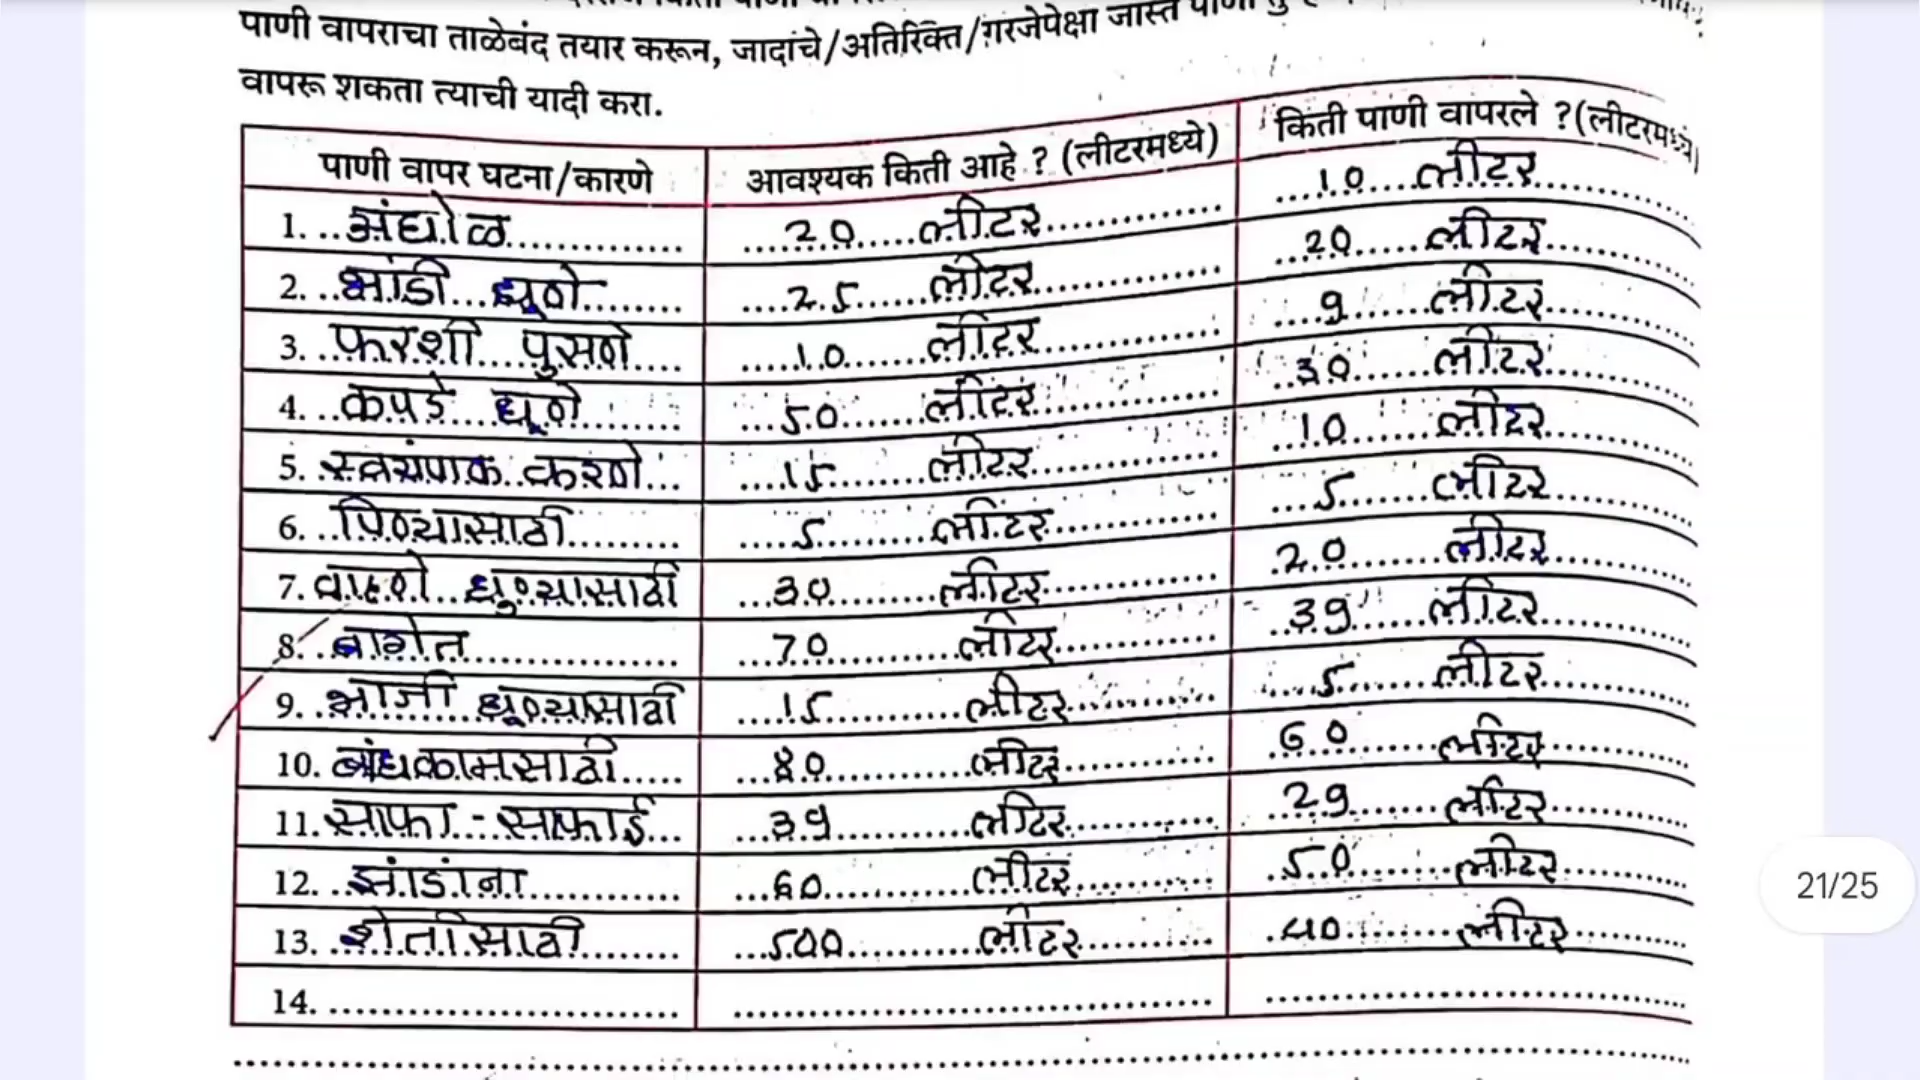 पाणी वापराचा ताळेबंद तयार करून, जादांचे/अतिरिक्त/गरजेपेक्षा जास्त पाणी
वापरू शकता त्याची यादी करा.
पाणी वापर घटना/कारणे आवश्यक किती आहे ? (लीटरमध्ये) किती पाणी वापरले ?(लीटरमध्ये)
1. अंघोळ 20 लीटर 10 लीटर
2. भांडी धूणे 25 लीटर 20 लीटर
3. फरशी पुसणे 10 लीटर 9 लीटर
4. कपडे धूणे 50 लीटर 30 लीटर
5. स्वयंपाक करणे 15 लीटर 10 लीटर
6. पिण्यासाठी 5 लीटर 5 लीटर
7. वाहणे धुण्यासाठी 30 लीटर 20 लीटर
8. बागेत 70 लीटर 39 लीटर
9. भाजी धूण्यासाठी 15 लीटर 5 लीटर
10. बांधकामसाठी 80 लीटर 60 लीटर
11. साफा - साफाई 39 लीटर 29 लीटर
12. झांडांना 60 लीटर 50 लीटर
13. शेतीसाठी 500 लीटर 40 लीटर
14.
21/25